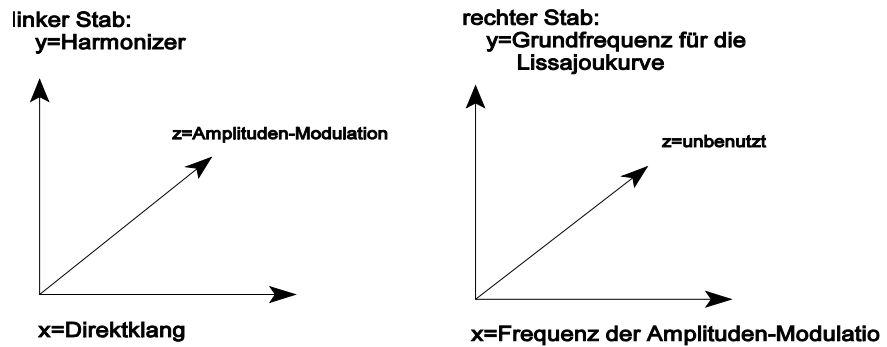 linker Stab:
y=Harmonizer
z=Amplituden-Modulation
x=Direktklang
rechter Stab:
y=Grundfrequenz für die
Lissajoukurve
z=unbenutzt
x=Frequenz der Amplituden-Modulatio